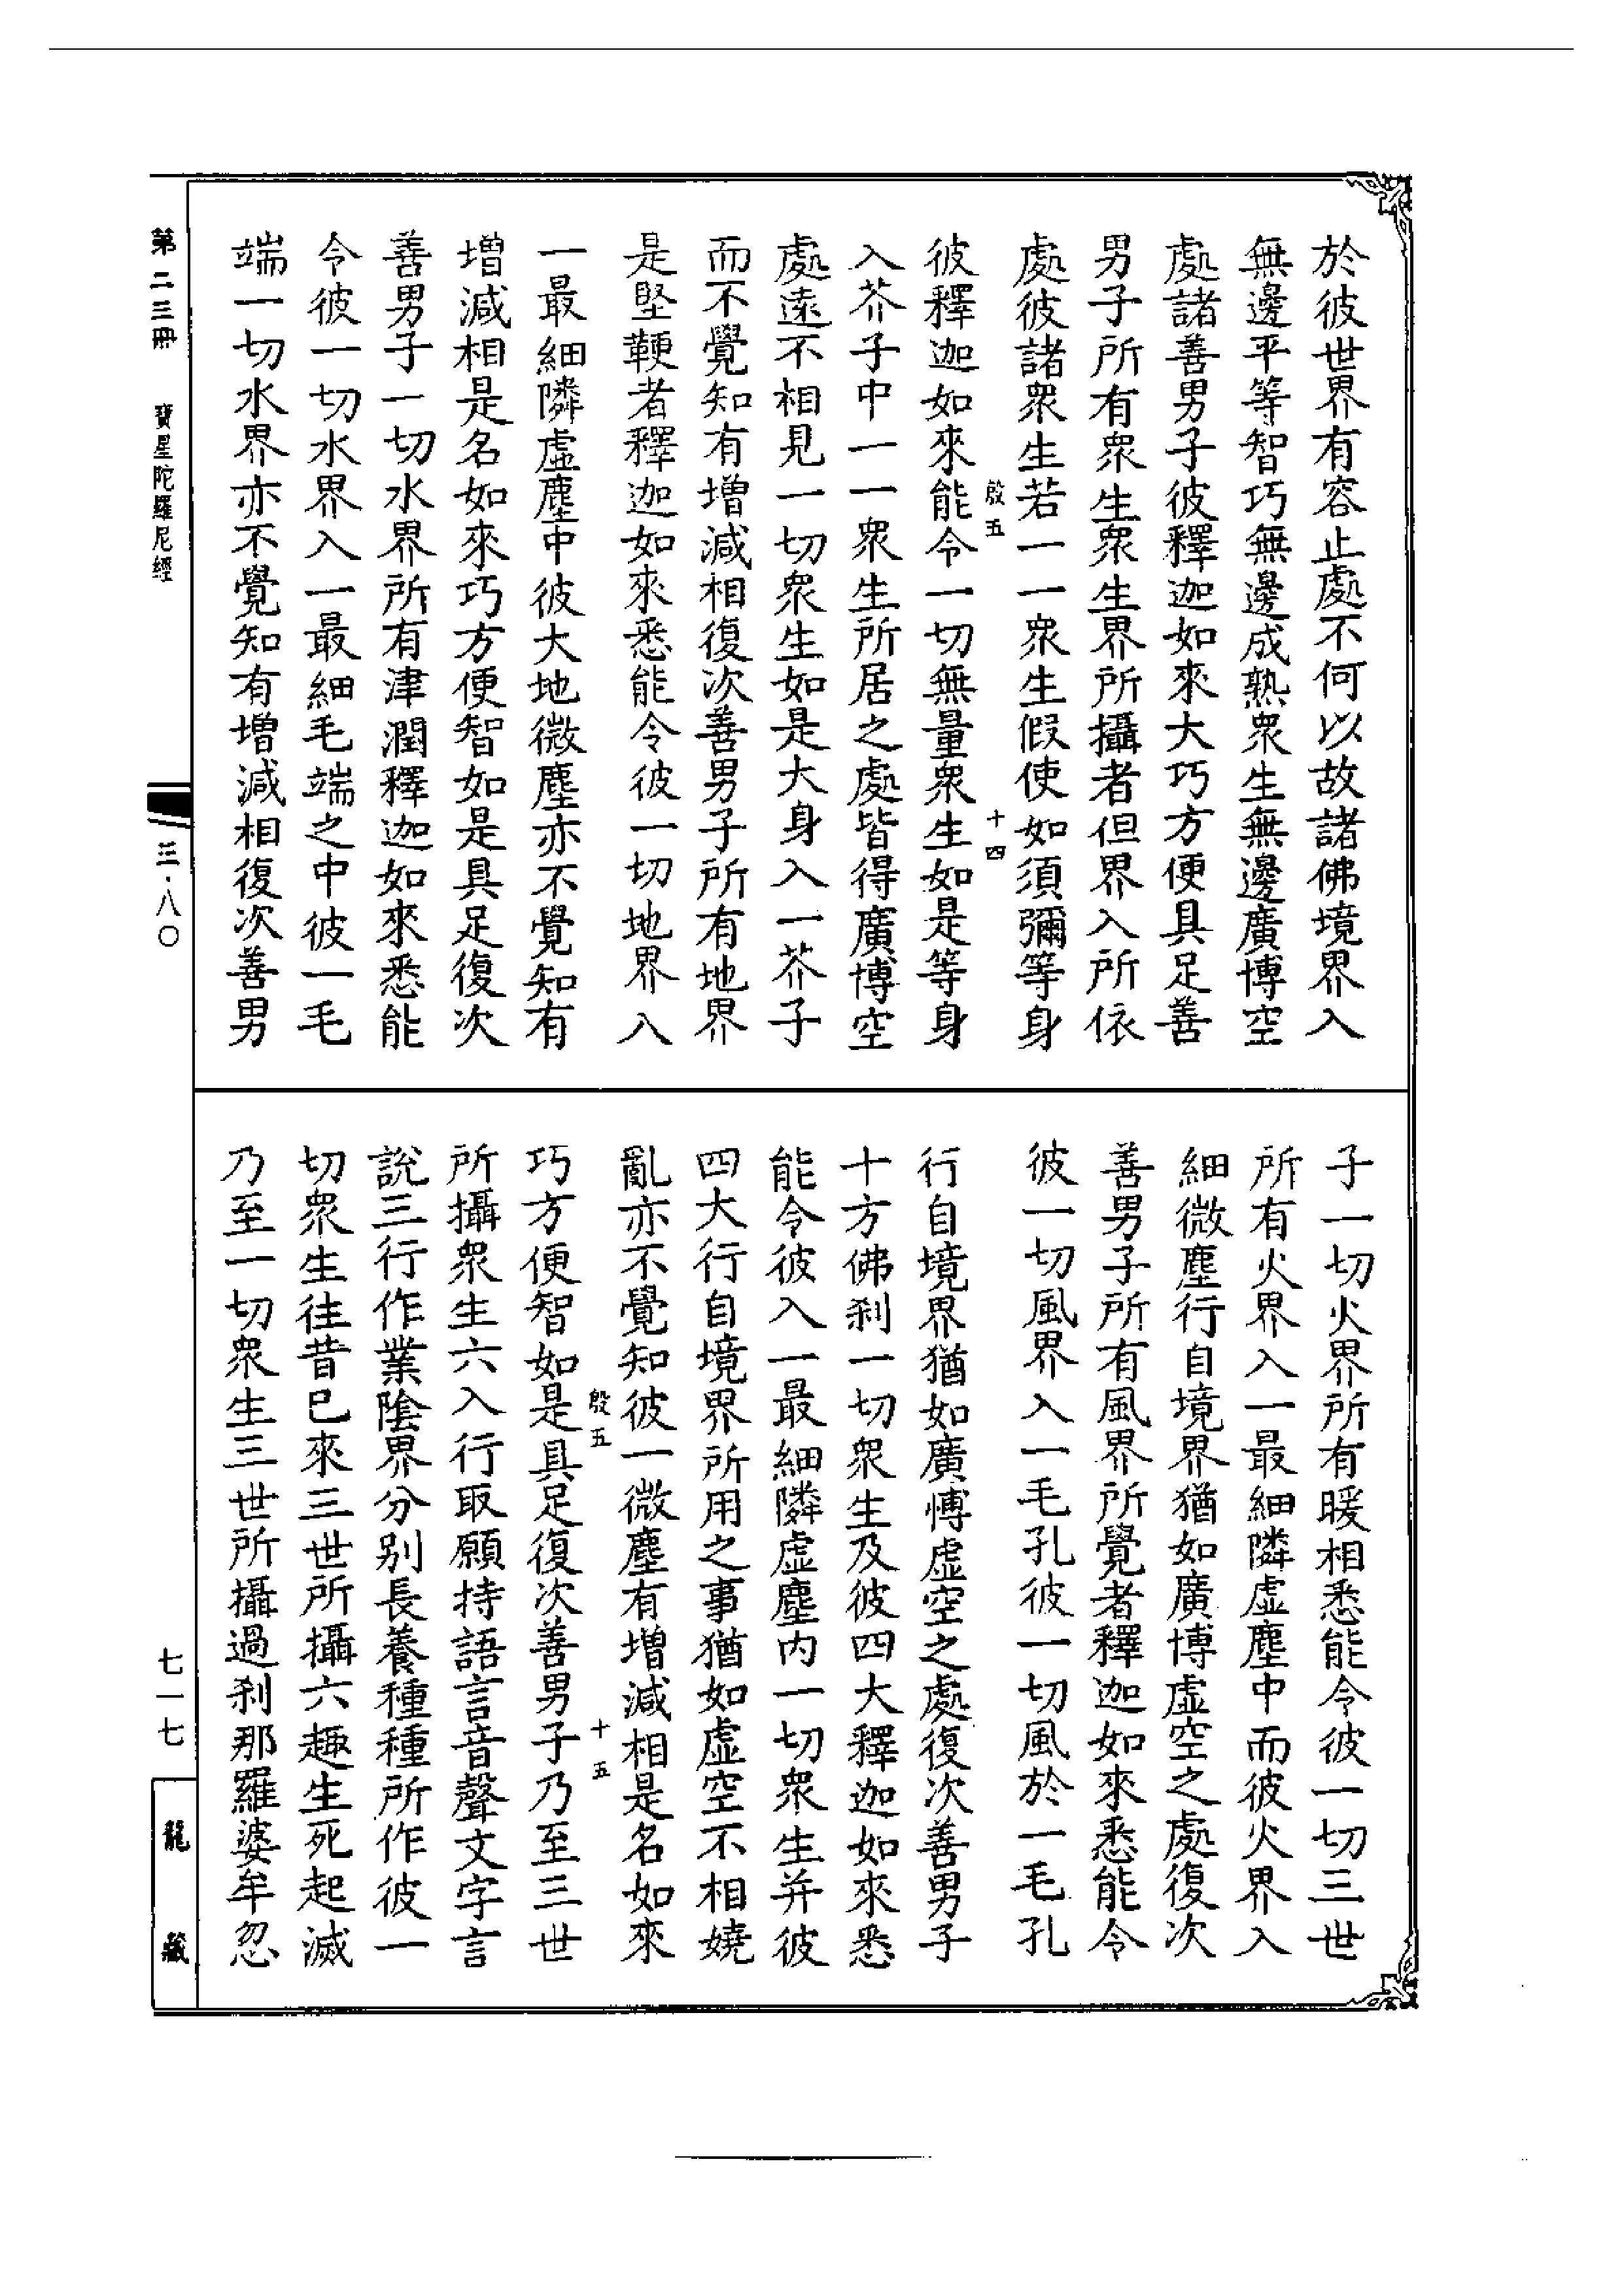 於彼世界有容止處不何以故諸佛境界入
無邊平等智巧無邊成熟衆生無邊廣博空
處諸善男子彼釋迦如來大巧方便具足善
男子所有衆生衆生界所攝者但界入所依
處彼諸衆生若一一衆生假使如須彌等身
殷五
十四
彼釋迦如來能令一切無量衆生如是等身
入芥子中一一衆生所居之處皆得廣博空
處遠不相見一切衆生如是大身入一芥子
而不覺知有增減相復次善男子所有地界
是堅鞕者釋迦如來悉能令彼一切地界入
一最細隣虛塵中彼大地微塵亦不覺知有
增減相是名如來巧方便智如是具足復次
善男子一切水界所有津潤釋迦如來悉能
令彼一切水界入一最細毛端之中彼一毛
端一切水界亦不覺知有增減相復次善男
子一切火界所有暖相悉能令彼一切三世
所有火界入一最細隣虛塵中而彼火界入
細微塵行自境界猶如廣博虛空之處復次
善男子所有風界所覺者釋迦如來悉能令
彼一切風界入一毛孔彼一切風於一毛孔
行自境界猶如廣博虛空之處復次善男子
十方佛刹一切衆生及彼四大釋迦如來悉
能令彼入一最細隣虛塵內一切衆生并彼
四大行自境界所用之事猶如虛空不相嬈
亂亦不覺知彼一微塵有增減相是名如來
殷五
十五
巧方便智如是具足復次善男子乃至三世
所攝衆生六入行取願持語言音聲文字言
說三行作業陰界分別長養種種所作彼一
切衆生往昔已來三世所攝六趣生死起滅
乃至一切衆生三世所攝過刹那羅婆牟忽
第二三冊
寶星陀羅尼經
三·八〇
七一七
龍藏